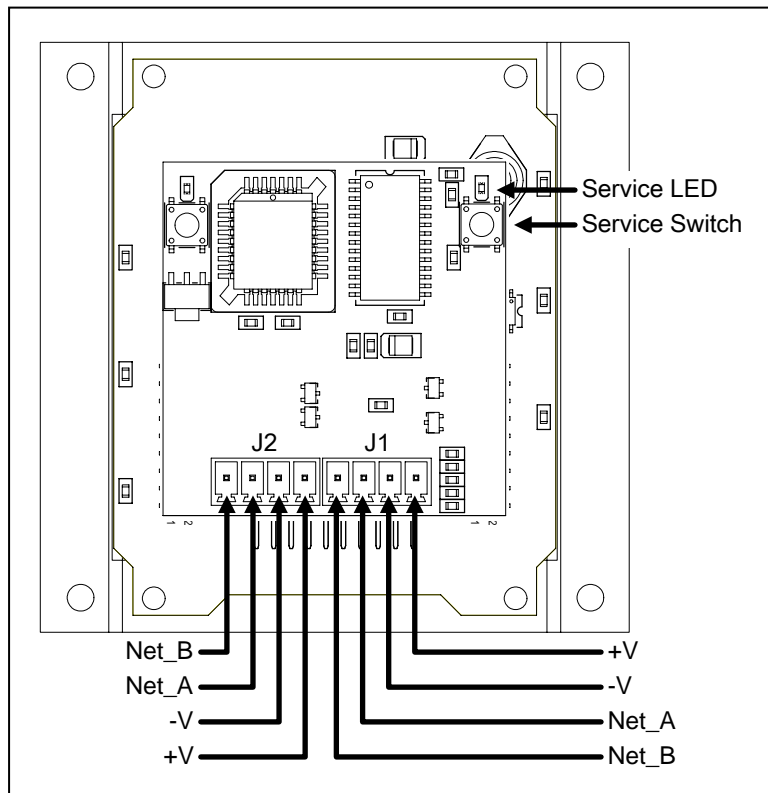 Service LED
Service Switch
J2 J1
1 2 1 2
Net_B +V
Net_A -V
-V Net_A
+V Net_B